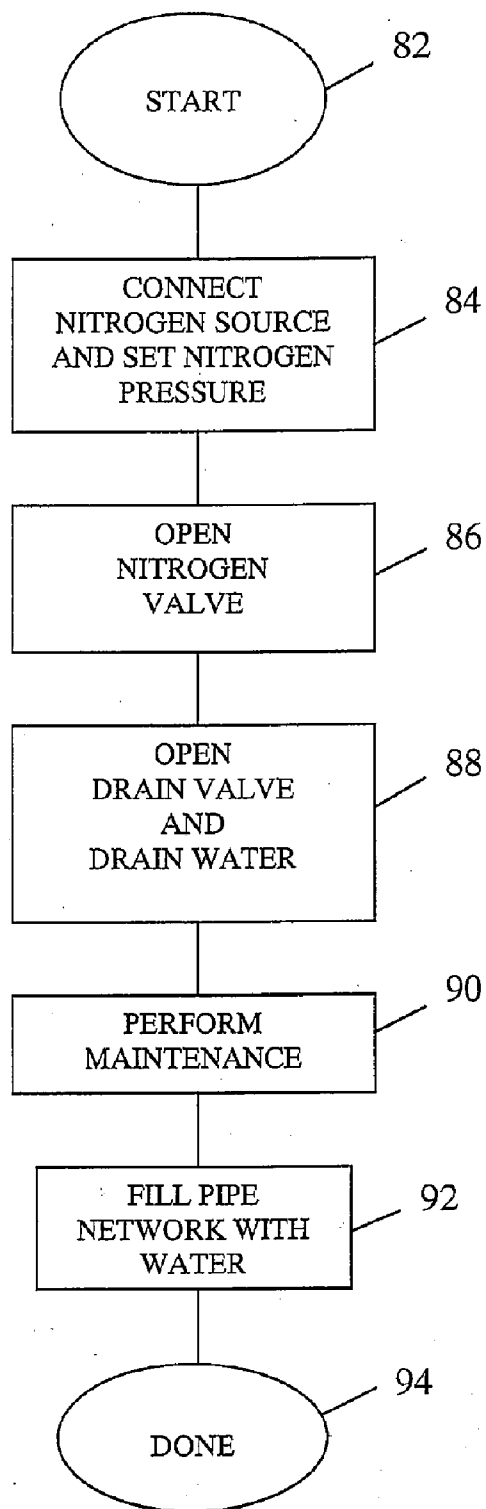 82
START
CONNECT
NITROGEN SOURCE
AND SET NITROGEN
PRESSURE
84
OPEN
NITROGEN
VALVE
86
OPEN
DRAIN VALVE
AND
DRAIN WATER
88
PERFORM
MAINTENANCE
90
FILL PIPE
NETWORK WITH
WATER
92
DONE
94